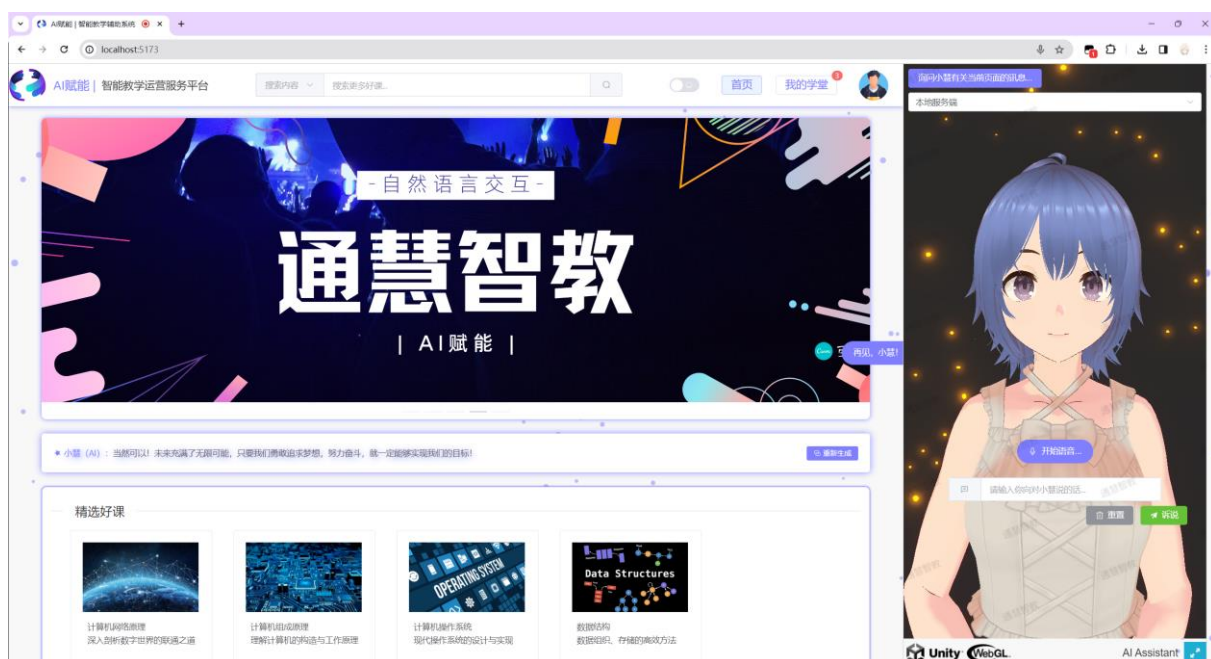 AI赋能 | 智能教学辅助系统
localhost:5173
AI赋能 | 智能教学运营服务平台
搜索内容
搜索更多好课...
首页
我的学堂
询问小慧有关当前页面的讯息...
本地服务端
-自然语言交互-
通慧智教
| AI赋能 |
再见，小慧!
小慧（AI）：当然可以！未来充满了无限可能，只要我们勇敢追求梦想，努力奋斗，就一定能够实现我们的目标!
重新生成
开始语音...
请输入你向对小慧说的话...
重置
诉说
精选好课
OPERATING SYSTEM
Data Structures
计算机网络原理
深入剖析数字世界的联通之道
计算机组成原理
理解计算机的构造与工作原理
计算机操作系统
现代操作系统的设计与实现
数据结构
数据组织、存储的高效方法
Unity WebGL
AI Assistant